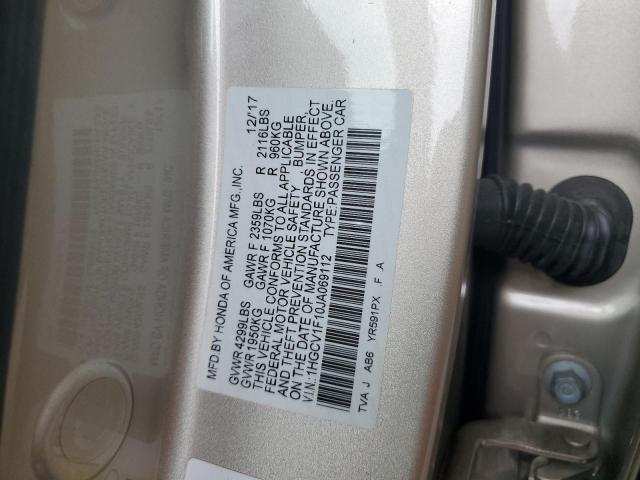 MFD.BY HONDA OF AMERICA MFG.,INC. 12/17
GVWR 4299LBS GAWR F 2359LBS R 2116LBS
GVWR 1950KG GAWR F 1070KG R 960KG
THIS VEHICLE CONFORMS TO ALL APPLICABLE
FEDERAL MOTOR VEHICLE SAFETY, BUMPER,
AND THEFT PREVENTION STANDARDS IN EFFECT
ON THE DATE OF MANUFACTURE SHOWN ABOVE.
V.I.N.:1HGCV1F10JA069112 TYPE:PASSENGER CAR
TVA J AB6 YR591PX .F .A